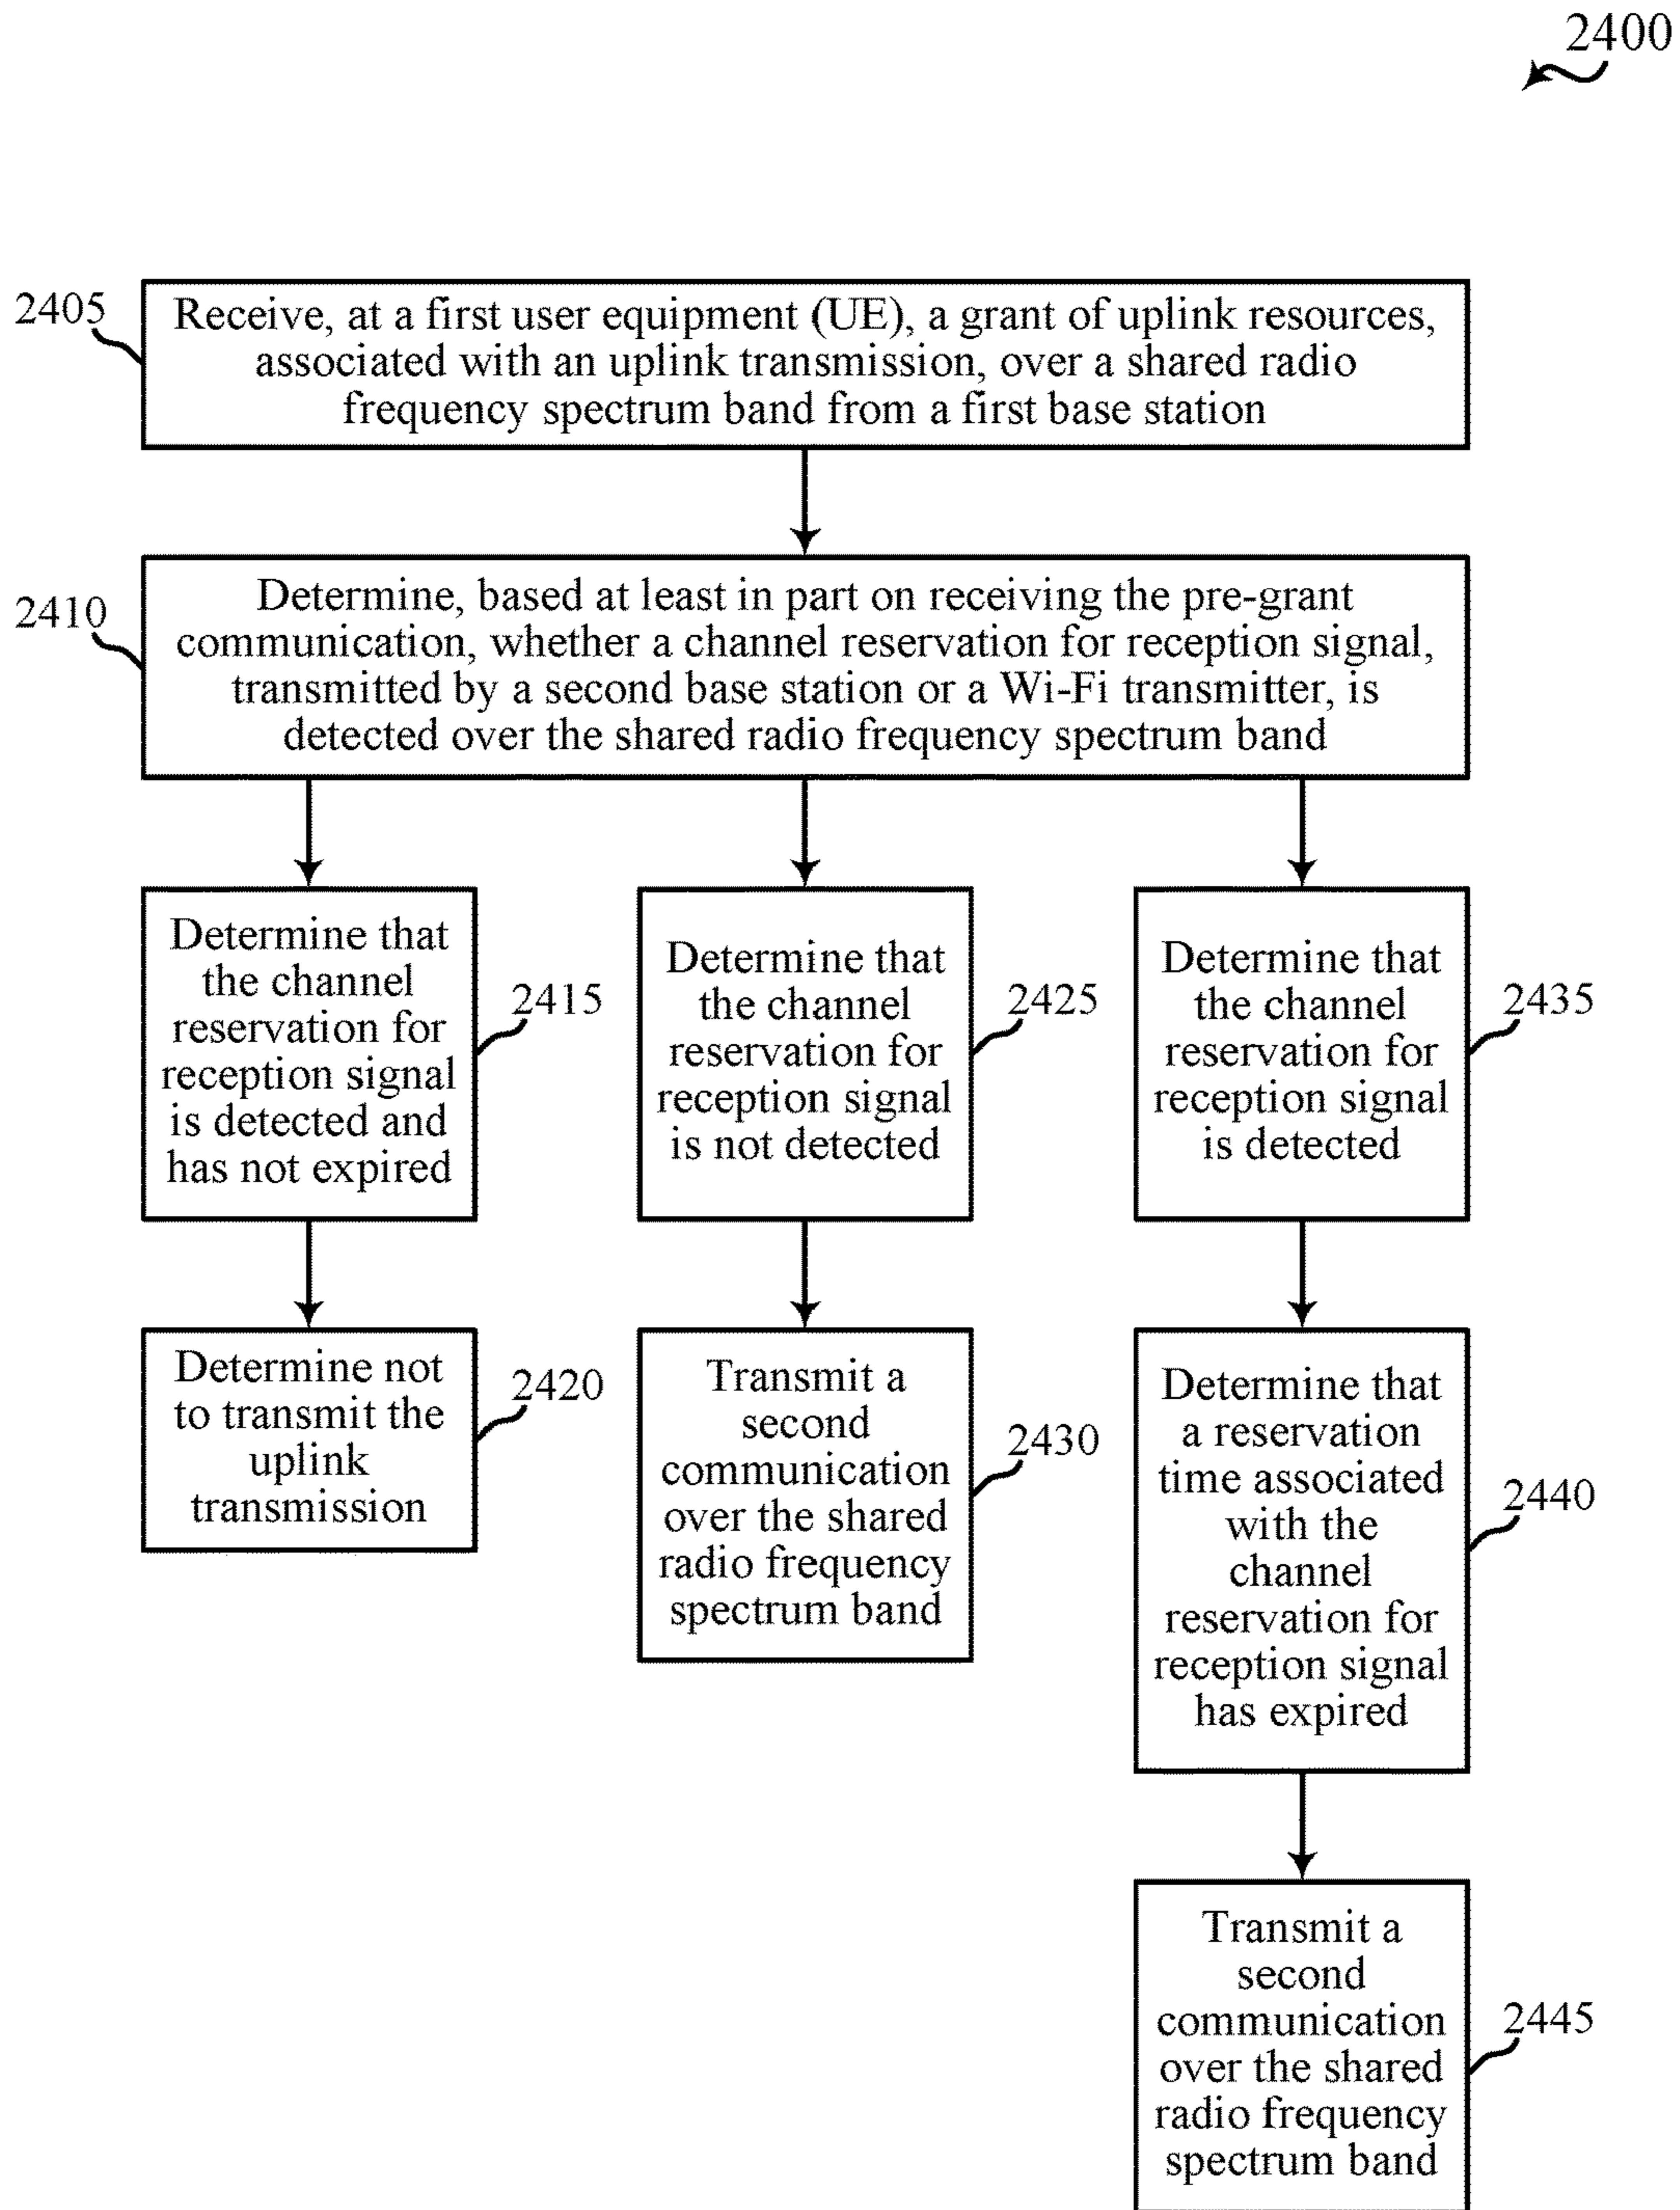 2400
2405
Receive, at a first user equipment (UE), a grant of uplink resources,
associated with an uplink transmission, over a shared radio
frequency spectrum band from a first base station
2410
Determine, based at least in part on receiving the pre-grant
communication, whether a channel reservation for reception signal,
transmitted by a second base station or a Wi-Fi transmitter, is
detected over the shared radio frequency spectrum band
Determine that
the channel
reservation for
reception signal
is detected and
has not expired
2415
Determine not
to transmit the
uplink
transmission
2420
Determine that
the channel
reservation for
reception signal
is not detected
2425
Transmit a
second
communication
over the shared
radio frequency
spectrum band
2430
Determine that
the channel
reservation for
reception signal
is detected
2435
Determine that
a reservation
time associated
with the
channel
reservation for
reception signal
has expired
2440
Transmit a
second
communication
over the shared
radio frequency
spectrum band
2445